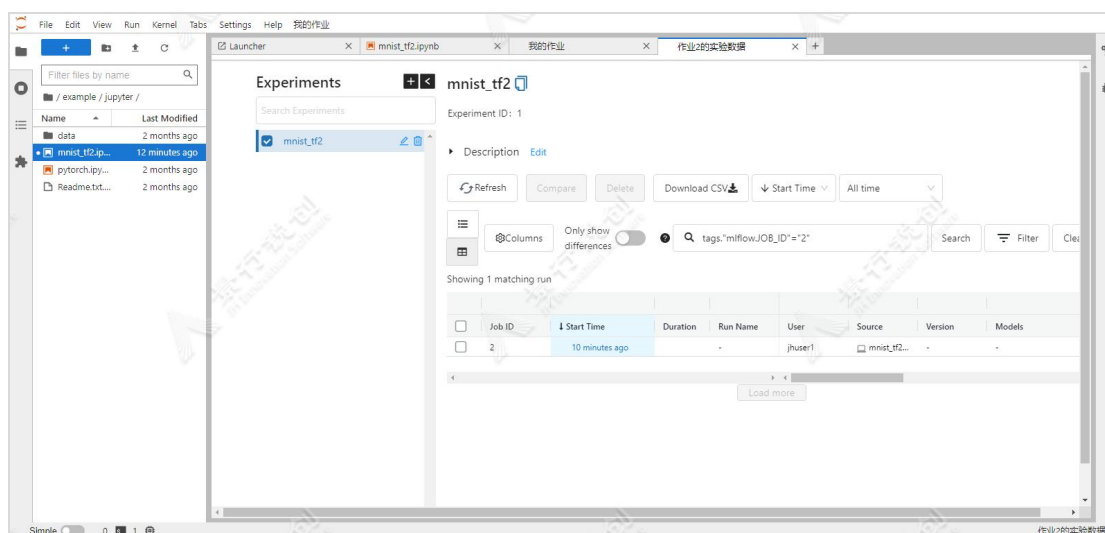 File Edit View Run Kernel Tabs Settings Help 我的作业
Launcher × mnist_tf2.ipynb × 我的作业 × 作业2的实验数据 × +
Filter files by name
/ example / jupyter /
Name Last Modified
data 2 months ago
mnist_tf2.ip... 12 minutes ago
pytorch.ipy... 2 months ago
Readme.txt.... 2 months ago
Experiments + <
Search Experiments
mnist_tf2
mnist_tf2
Experiment ID: 1
Description Edit
Refresh Compare Delete Download CSV Start Time All time
Columns Only show differences tags."mlflow.JOB_ID"="2" Search Filter Clea
Showing 1 matching run
Job ID Start Time Duration Run Name User Source Version Models
2 10 minutes ago - jhuser1 mnist_tf2... - -
Load more
Simple 0 1 作业2的实验数据